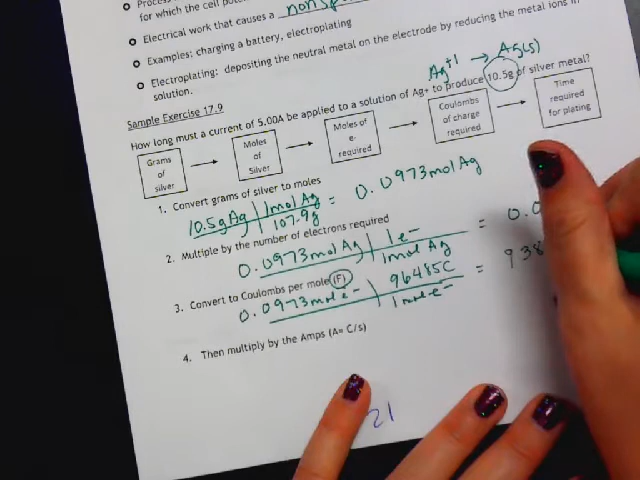 Process
for which the cell pote
Electrical work that causes a nonsp
Examples: charging a battery, electroplating
Electroplating: depositing the neutral metal on the electrode by reducing the metal ions in
solution.
Ag+1 → Ag(s)
Sample Exercise 17.9
How long must a current of 5.00A be applied to a solution of Ag+ to produce 10.5g of silver metal?
Grams of silver → Moles of Silver → Moles of e- required → Coulombs of charge required → Time required for plating
1. Convert grams of silver to moles
10.5g Ag | 1mol Ag = 0.0973mol Ag
107.9g
2. Multiple by the number of electrons required
0.0973mol Ag | 1e- = 0.0
1mol Ag
3. Convert to Coulombs per mole (F)
0.0973mol e- | 96485C = 938
1 mole-
4. Then multiply by the Amps (A= C/s)
21